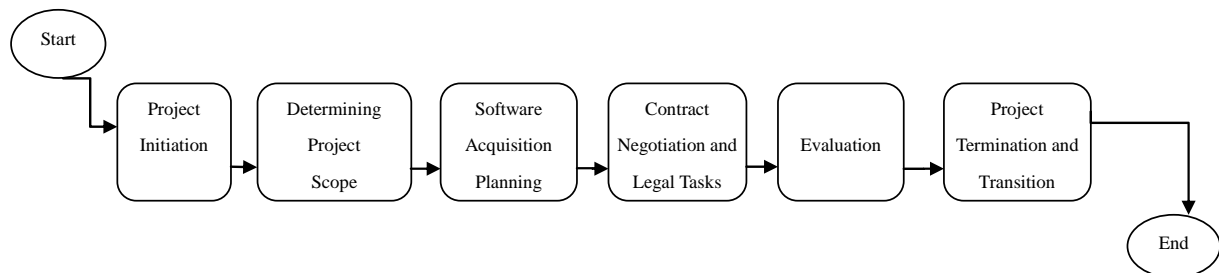 Start
Project
Initiation
Determining
Project
Scope
Software
Acquisition
Planning
Contract
Negotiation and
Legal Tasks
Evaluation
Project
Termination and
Transition
End